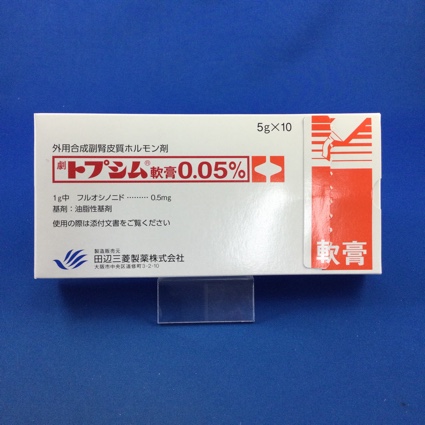 5g×10
外用合成副腎皮質ホルモン剤
劇 トプシム®軟膏0.05%
1g中 フルオシノニド………0.5mg
基剤:油脂性基剤
使用の際は添付文書をご覧ください
軟膏
製造販売元
田辺三菱製薬株式会社
大阪市中央区道修町3-2-10